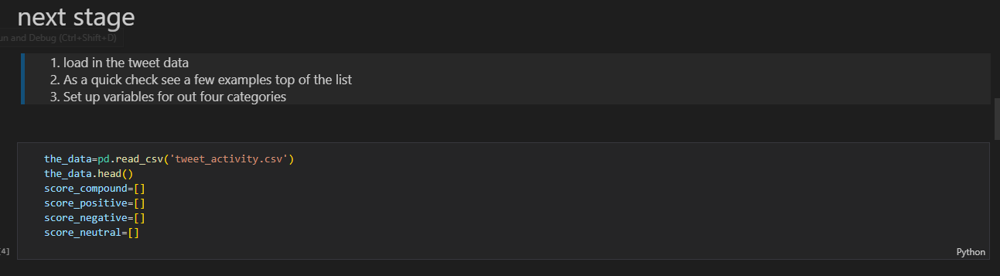 next stage
un and Debug (Ctrl+Shift+D)
1. load in the tweet data
2. As a quick check see a few examples top of the list
3. Set up variables for out four categories
the_data=pd.read_csv('tweet_activity.csv')
the_data.head()
score_compound=[]
score_positive=[]
score_negative=[]
score_neutral=[]
4]
Python